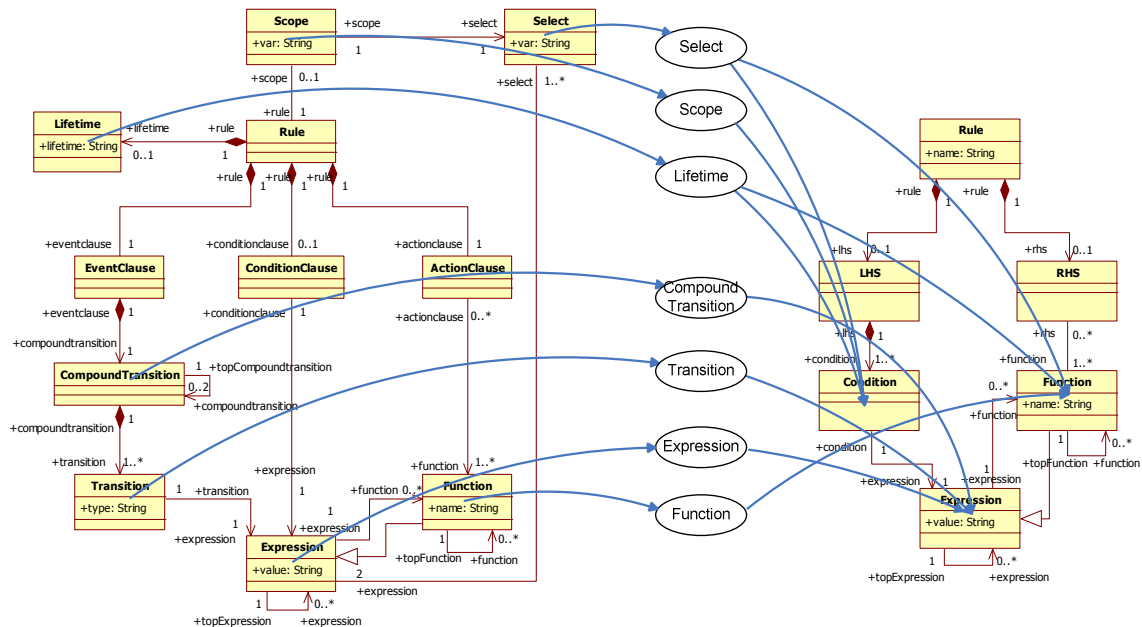 Scope
+var: String
+scope
1
+select
1
Select
+var: String
+scope
0..1
+select
1..*
+rule
1
Lifetime
+lifetime: String
+lifetime
0..1
+rule
1
Rule
+rule
1
+rule
1
+rule
1
+eventclause
1
+conditionclause
0..1
+actionclause
1
EventClause
ConditionClause
ActionClause
+eventclause
1
+conditionclause
1
+actionclause
0..*
+compoundtransition
1
CompoundTransition
1
+topCompoundtransition
0..2
+compoundtransition
+compoundtransition
1
+transition
1..*
Transition
+type: String
1
+transition
1
+expression
+expression
1
+expression
+function
1..*
+function
0..*
1
Function
+name: String
1
+topFunction
0..*
+function
Expression
+value: String
2
+expression
1
+topExpression
0..*
+expression
Select
Scope
Lifetime
Compound
Transition
Transition
Expression
Function
Rule
+name: String
+rule
1
+rule
1
+lhs
0..1
+rhs
0..1
LHS
RHS
+lhs
1
+rhs
0..*
+condition
1..*
+function
1..*
Condition
0..*
+function
Function
+name: String
+condition
1
+expression
1
1
+expression
1
+topFunction
0..*
+function
Expression
+value: String
1
+topExpression
0..*
+expression